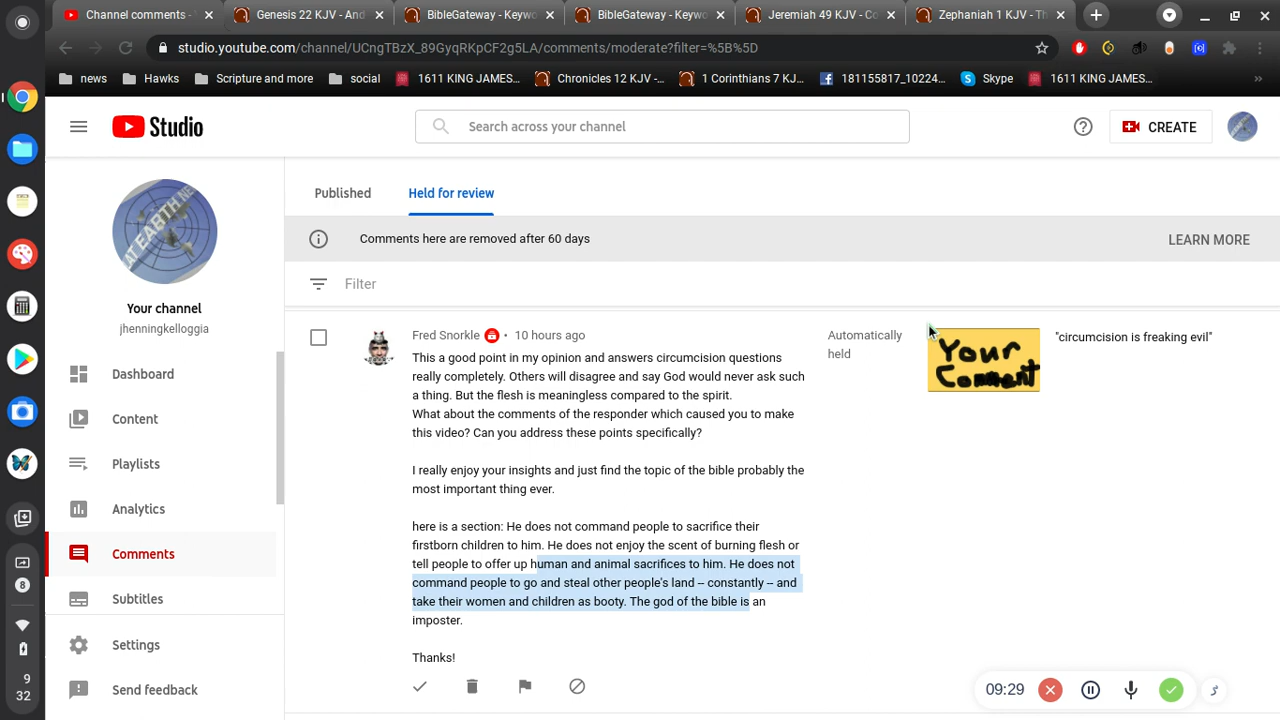 Channel comments -
Genesis 22 KJV - And
BibleGateway - Keywo
BibleGateway - Keywo
Jeremiah 49 KJV - Co
Zephaniah 1 KJV - Th
studio.youtube.com/channel/UCngTBzX_89GyqRKpCF2g5LA/comments/moderate?filter=%5B%5D
news
Hawks
Scripture and more
social
1611 KING JAMES...
Chronicles 12 KJV -...
1 Corinthians 7 KJ...
181155817_10224...
Skype
1611 KING JAMES...
Studio
Search across your channel
CREATE
Your channel
jhenningkelloggia
Dashboard
Content
Playlists
Analytics
Comments
Subtitles
Settings
Send feedback
Published
Held for review
Comments here are removed after 60 days
LEARN MORE
Filter
Fred Snorkle • 10 hours ago
This a good point in my opinion and answers circumcision questions
really completely. Others will disagree and say God would never ask such
a thing. But the flesh is meaningless compared to the spirit.
What about the comments of the responder which caused you to make
this video? Can you address these points specifically?
I really enjoy your insights and just find the topic of the bible probably the
most important thing ever.
here is a section: He does not command people to sacrifice their
firstborn children to him. He does not enjoy the scent of burning flesh or
tell people to offer up human and animal sacrifices to him. He does not
command people to go and steal other people's land -- constantly -- and
take their women and children as booty. The god of the bible is an
imposter.
Thanks!
Automatically
held
Your
Comment
"circumcision is freaking evil"
8
9
32
09:29